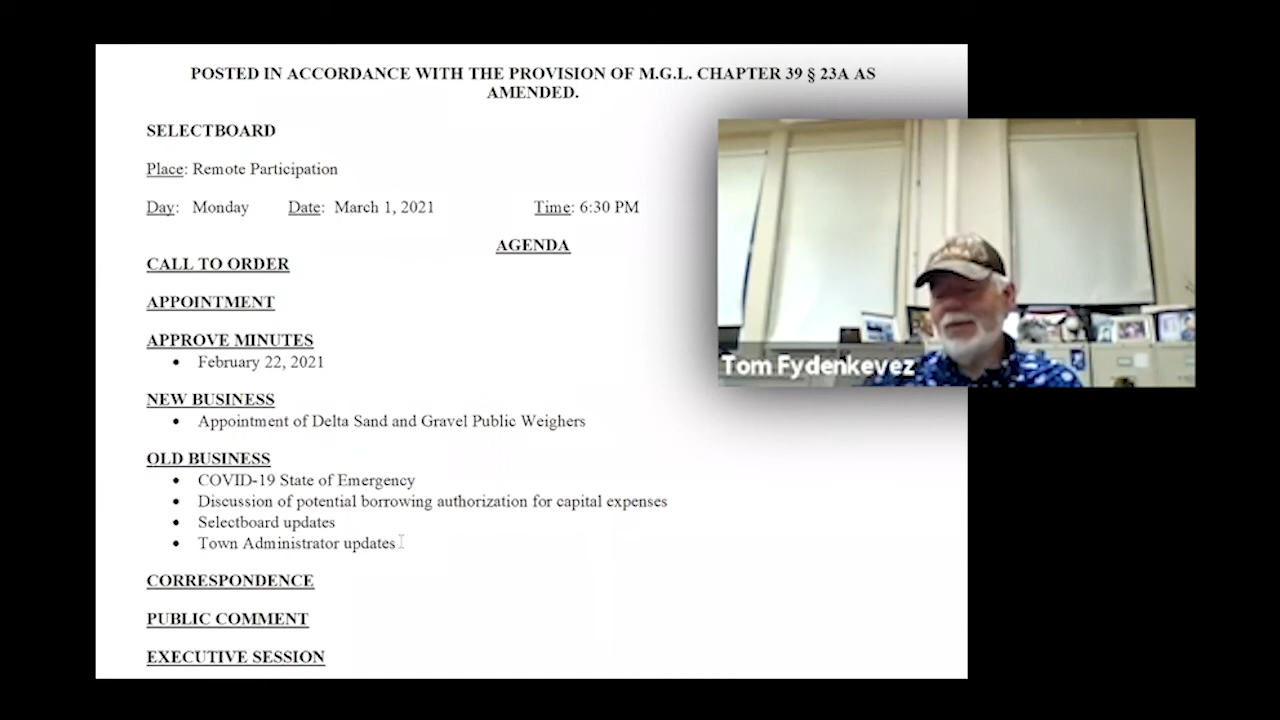 POSTED IN ACCORDANCE WITH THE PROVISION OF M.G.L. CHAPTER 39 § 23A AS
AMENDED.
SELECTBOARD
Place: Remote Participation
Day: Monday Date: March 1, 2021 Time: 6:30 PM
AGENDA
CALL TO ORDER
APPOINTMENT
APPROVE MINUTES
• February 22, 2021
NEW BUSINESS
• Appointment of Delta Sand and Gravel Public Weighers
OLD BUSINESS
• COVID-19 State of Emergency
• Discussion of potential borrowing authorization for capital expenses
• Selectboard updates
• Town Administrator updates
CORRESPONDENCE
PUBLIC COMMENT
EXECUTIVE SESSION
Tom Fydenkevez